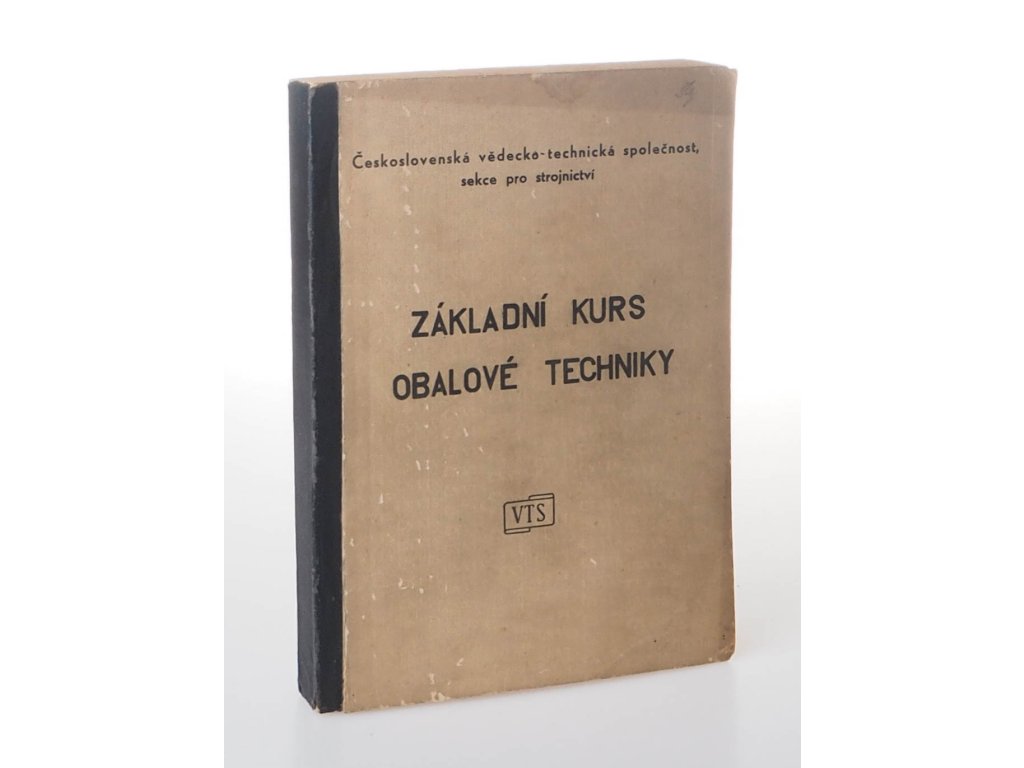 Československá vědecko-technická společnost,
sekce pro strojnictví
ZÁKLADNÍ KURS
OBALOVÉ TECHNIKY
VTS